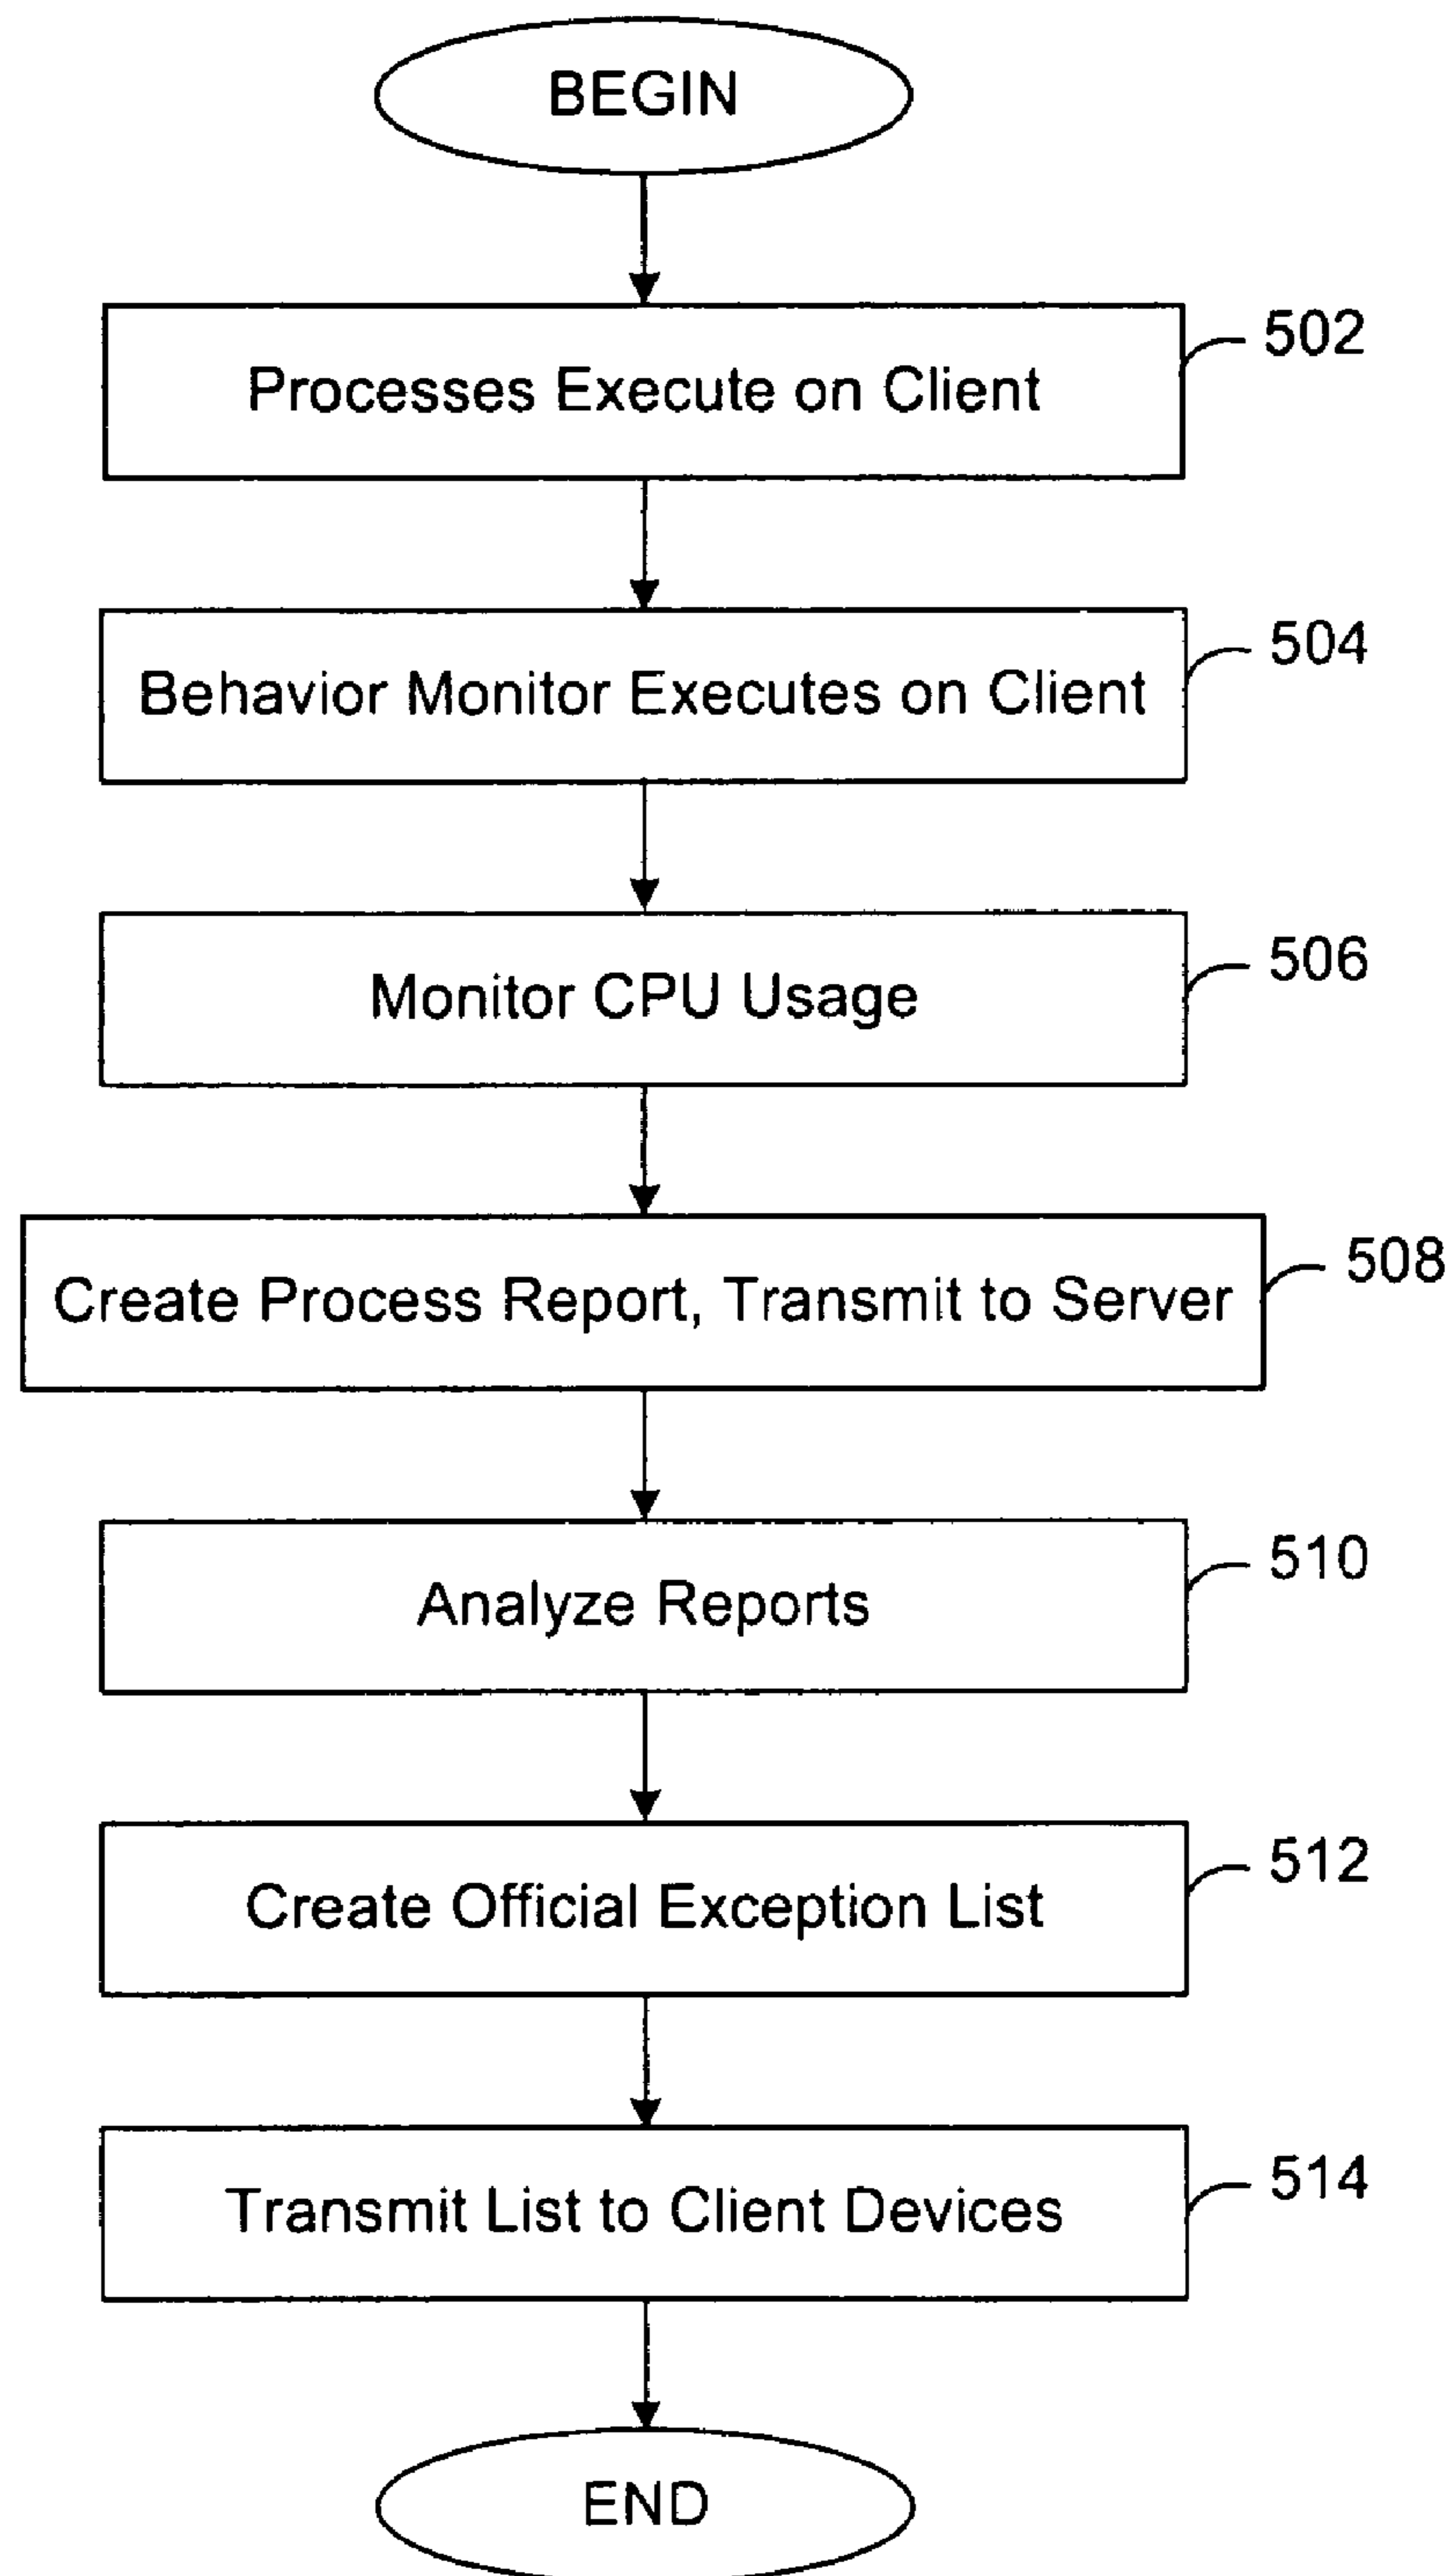 BEGIN
Processes Execute on Client
502
Behavior Monitor Executes on Client
504
Monitor CPU Usage
506
Create Process Report, Transmit to Server
508
Analyze Reports
510
Create Official Exception List
512
Transmit List to Client Devices
514
END